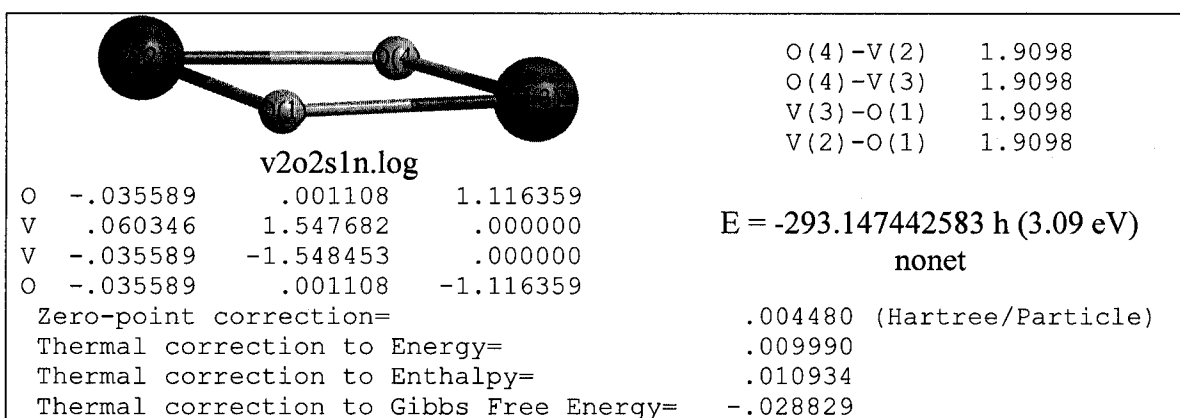 O(4)-V(2) 1.9098
O(4)-V(3) 1.9098
V(3)-O(1) 1.9098
V(2)-O(1) 1.9098
v2o2s1n.log
O -.035589 .001108 1.116359
V .060346 1.547682 .000000
V -.035589 -1.548453 .000000
O -.035589 .001108 -1.116359
E = -293.147442583 h (3.09 eV)
nonet
Zero-point correction= .004480 (Hartree/Particle)
Thermal correction to Energy= .009990
Thermal correction to Enthalpy= .010934
Thermal correction to Gibbs Free Energy= -.028829